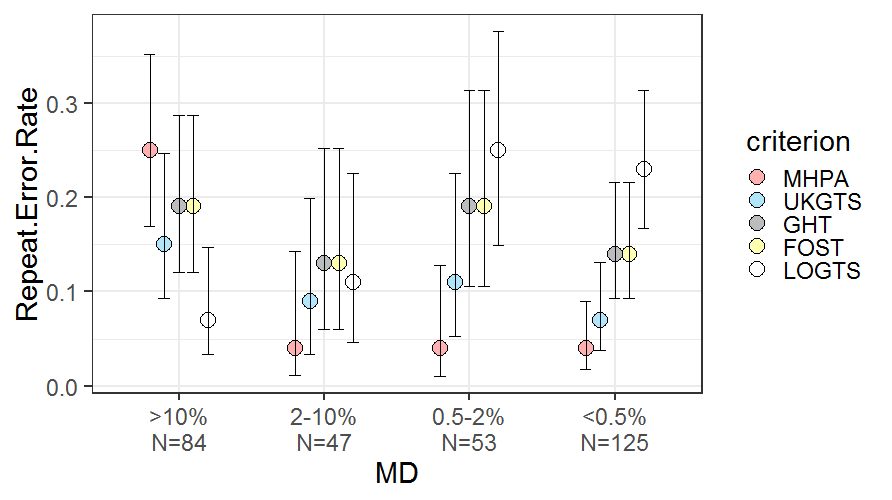 Repeat.Error.Rate
0.3
0.2
0.1
0.0
>10%
N=84
2-10%
N=47
0.5-2%
N=53
<0.5%
N=125
MD
criterion
MHPA
UKGTS
GHT
FOST
LOGTS